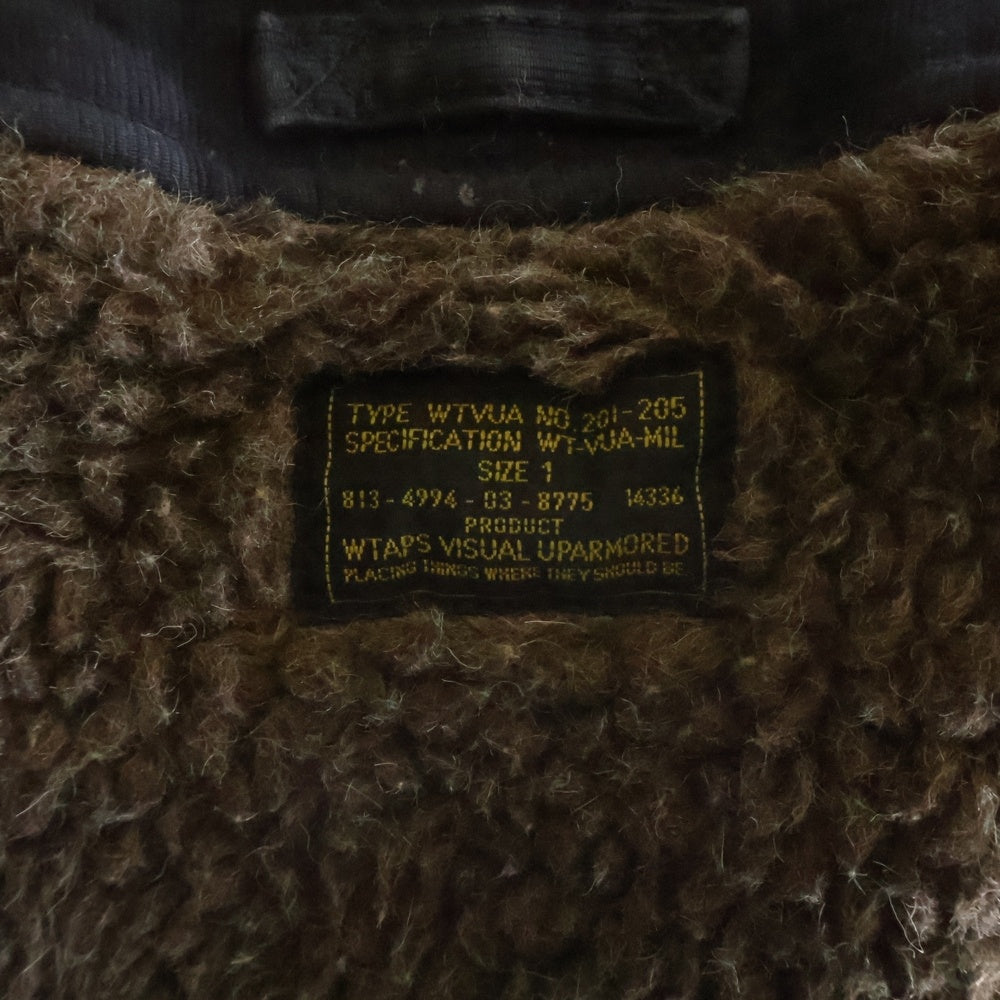 TYPE WTVUA NO. 201-205
SPECIFICATION WT-VUA-MIL
SIZE 1
813-4994-03-8775 14336
PRODUCT
WTAPS VISUAL UPARMORED
PLACING THINGS WHERE THEY SHOULD BE.